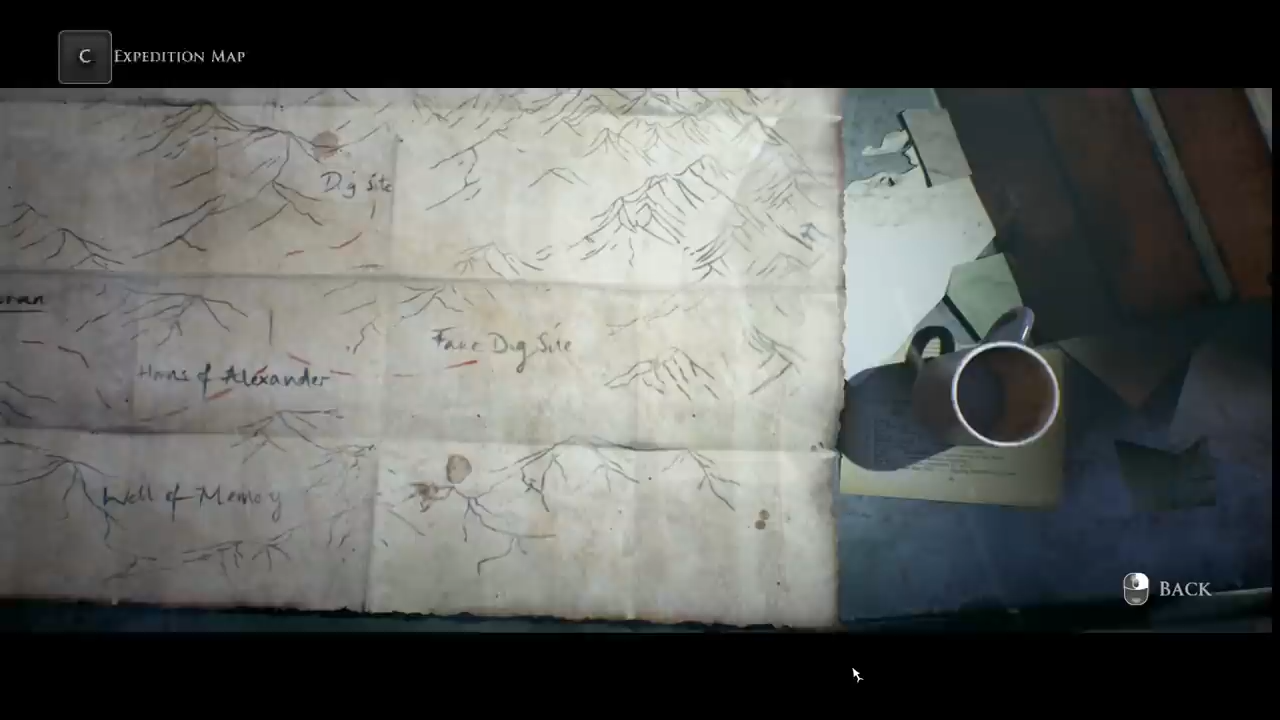 C
Expedition Map
Dig Site
Fake Dig Site
Horns of Alexander
Well of Memory
Back